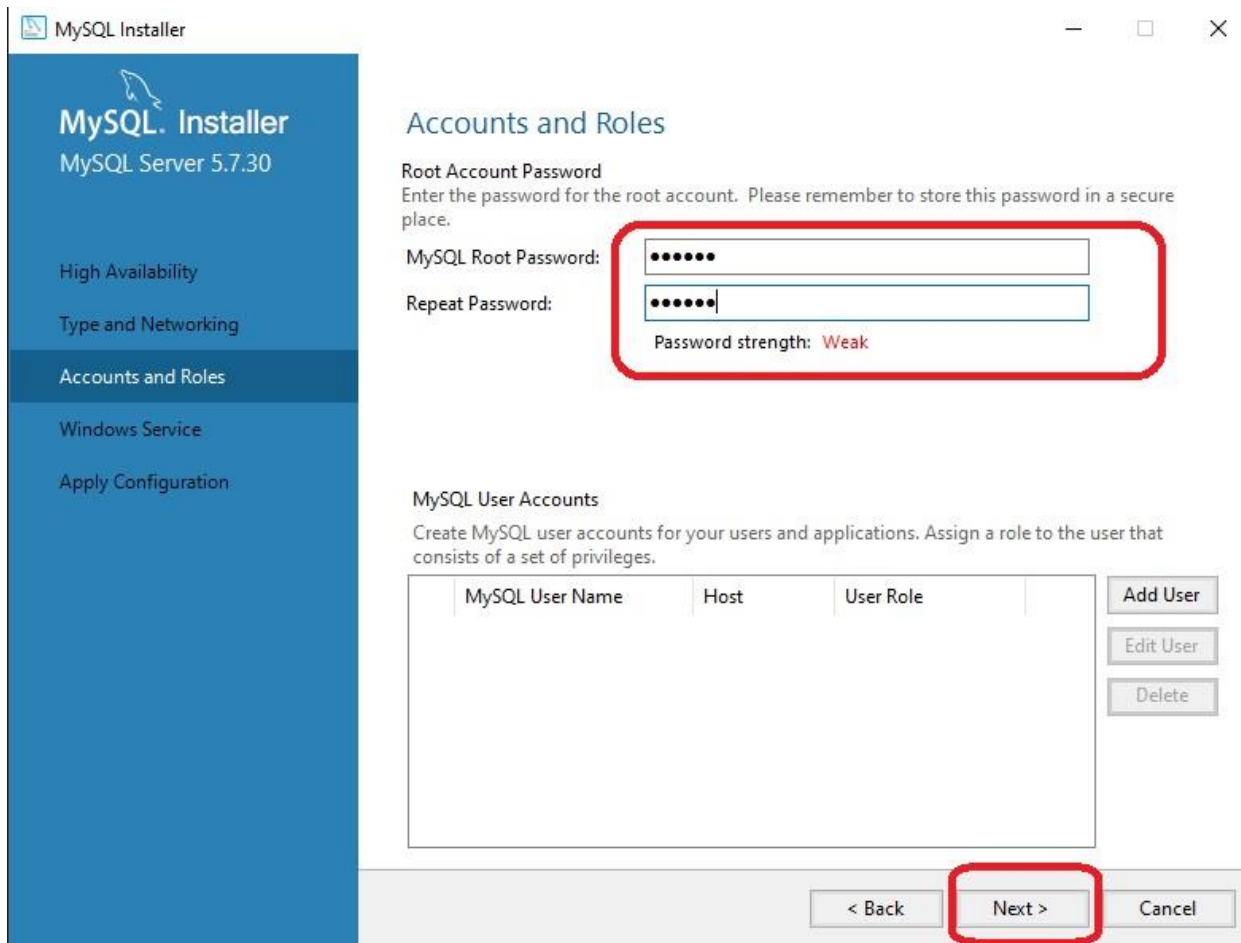 MySQL Installer
MySQL. Installer
MySQL Server 5.7.30
High Availability
Type and Networking
Accounts and Roles
Windows Service
Apply Configuration
Accounts and Roles
Root Account Password
Enter the password for the root account.  Please remember to store this password in a secure
place.
MySQL Root Password: ●●●●●●
Repeat Password: ●●●●●●
Password strength: Weak
MySQL User Accounts
Create MySQL user accounts for your users and applications. Assign a role to the user that
consists of a set of privileges.
MySQL User Name Host User Role
Add User
Edit User
Delete
< Back Next > Cancel